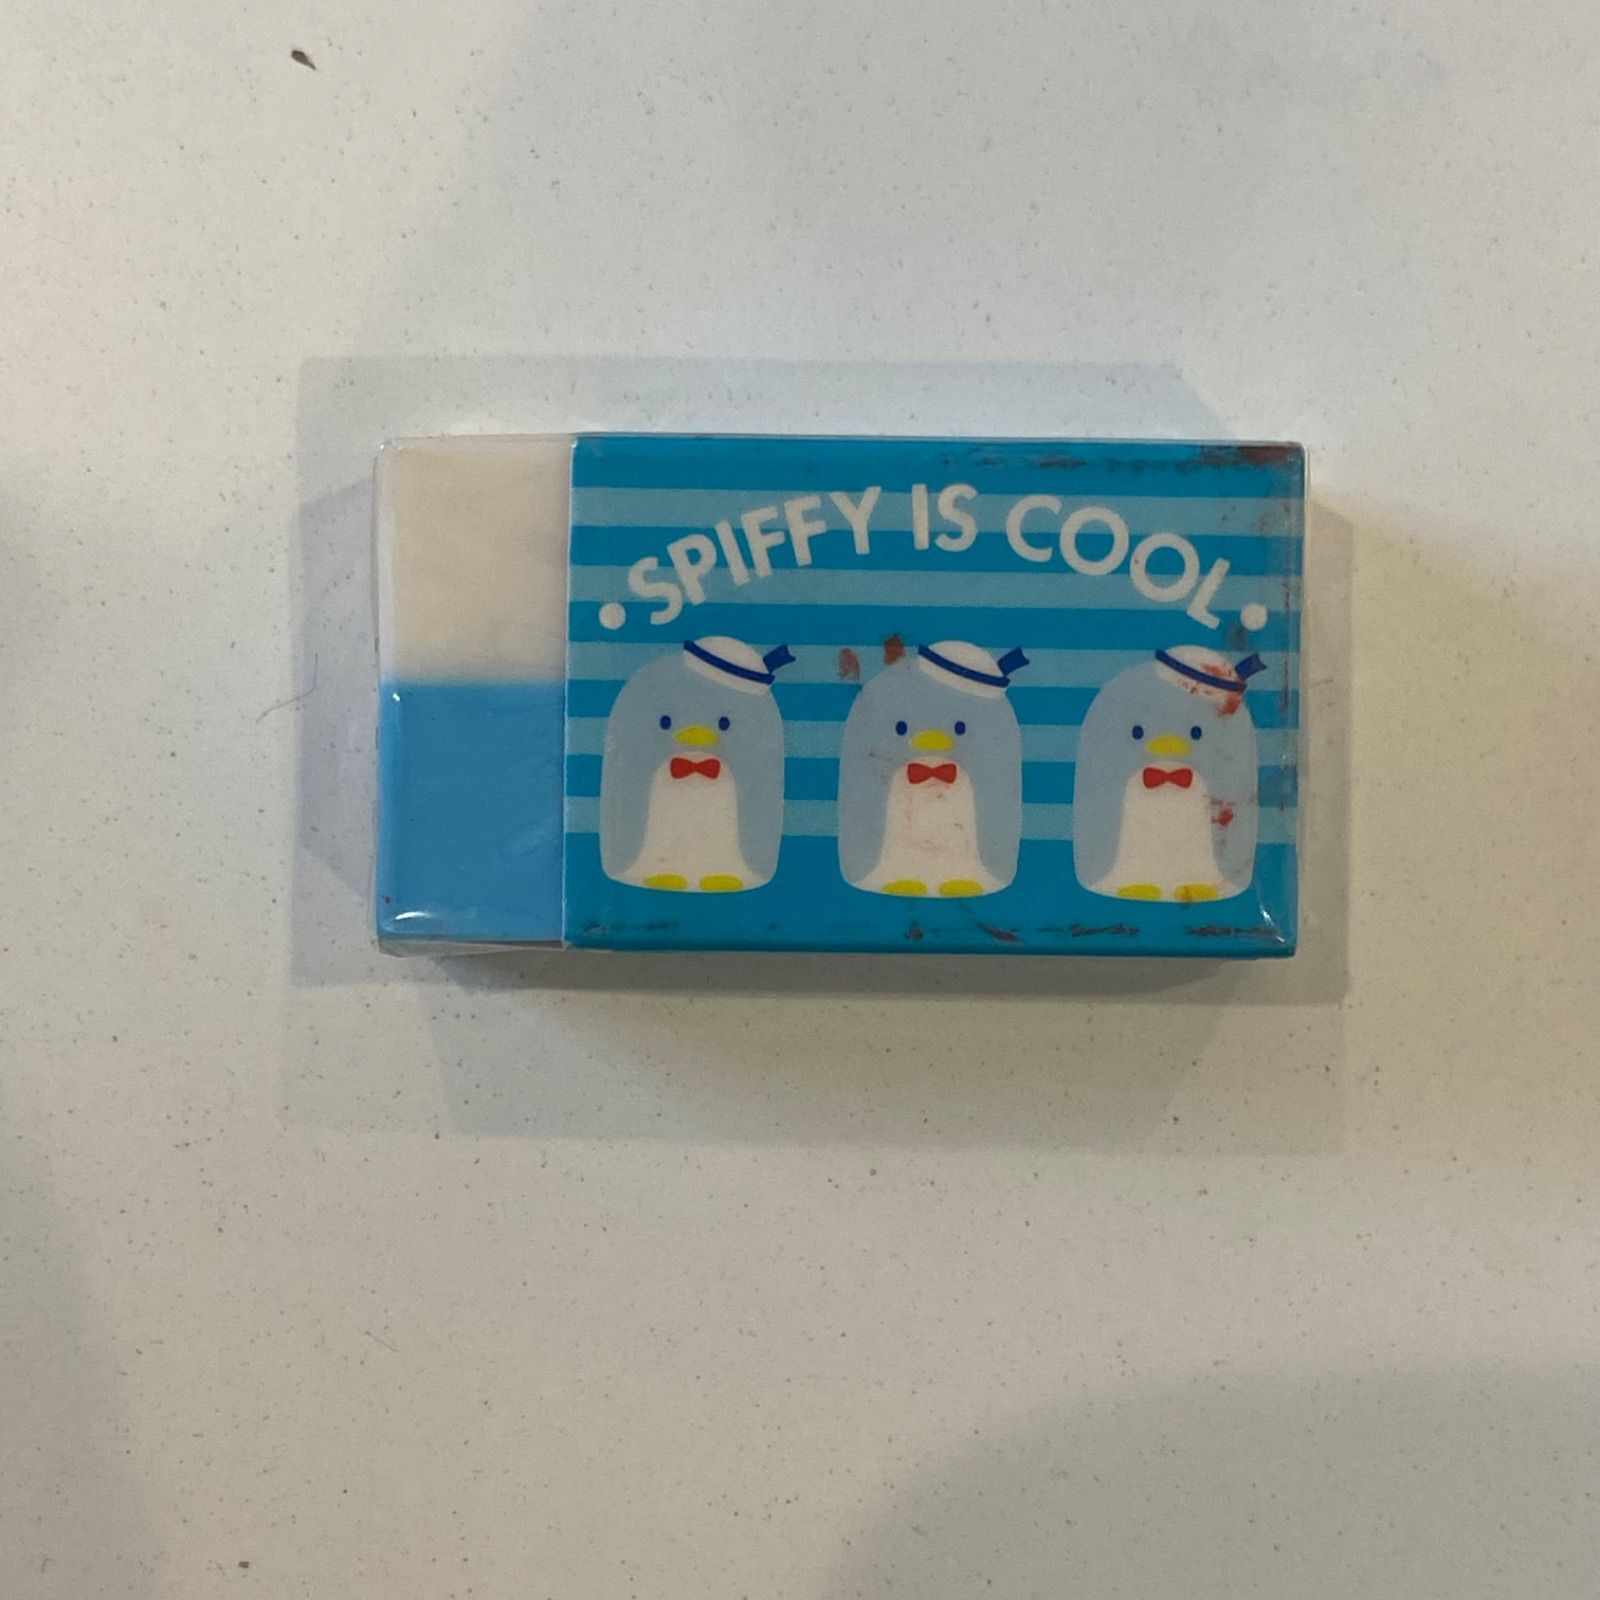 • SPIFFY IS COOL •